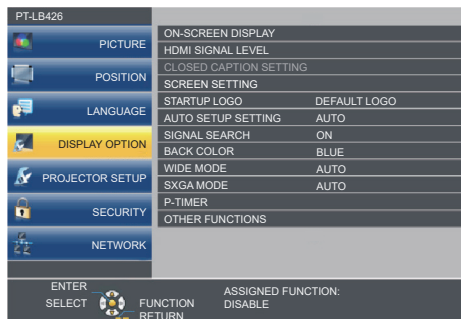 PT-LB426
PICTURE
POSITION
LANGUAGE
DISPLAY OPTION
PROJECTOR SETUP
SECURITY
NETWORK
ON-SCREEN DISPLAY
HDMI SIGNAL LEVEL
CLOSED CAPTION SETTING
SCREEN SETTING
STARTUP LOGO DEFAULT LOGO
AUTO SETUP SETTING AUTO
SIGNAL SEARCH ON
BACK COLOR BLUE
WIDE MODE AUTO
SXGA MODE AUTO
P-TIMER
OTHER FUNCTIONS
ENTER
SELECT
FUNCTION
RETURN
ASSIGNED FUNCTION:
DISABLE